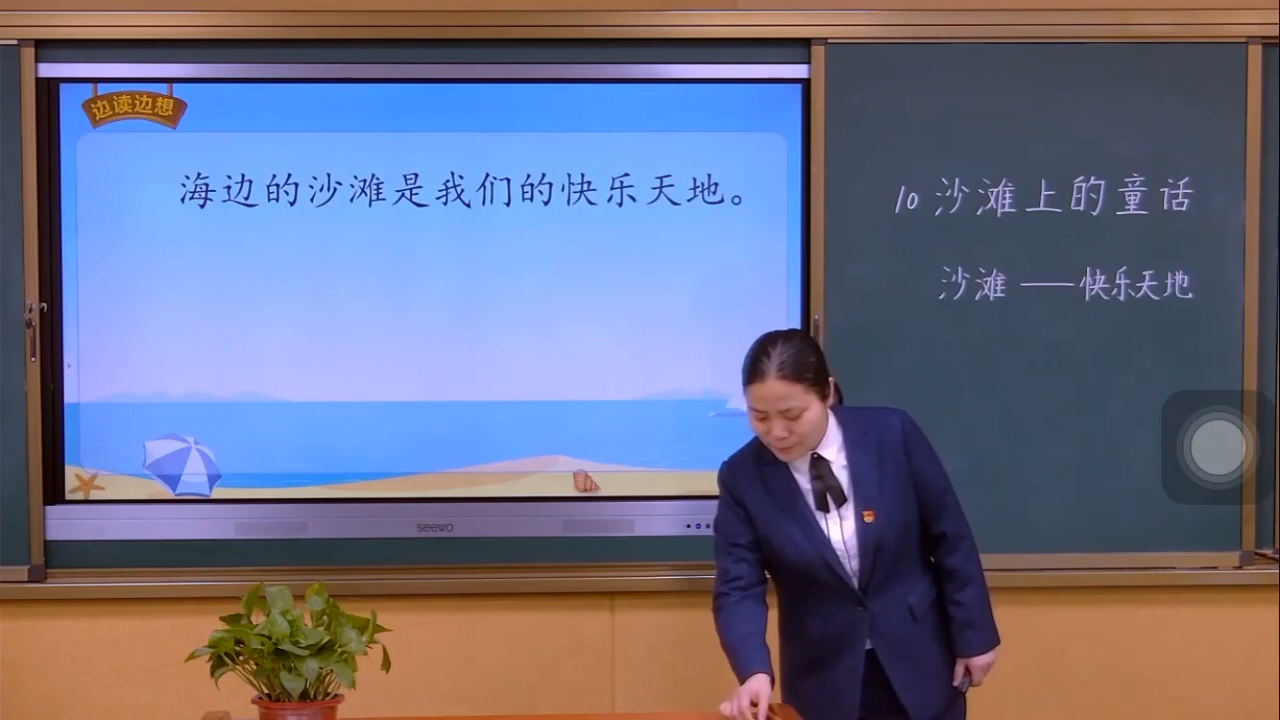 边读边想
海边的沙滩是我们的快乐天地。
10 沙滩上的童话
沙滩 —— 快乐天地
seewo